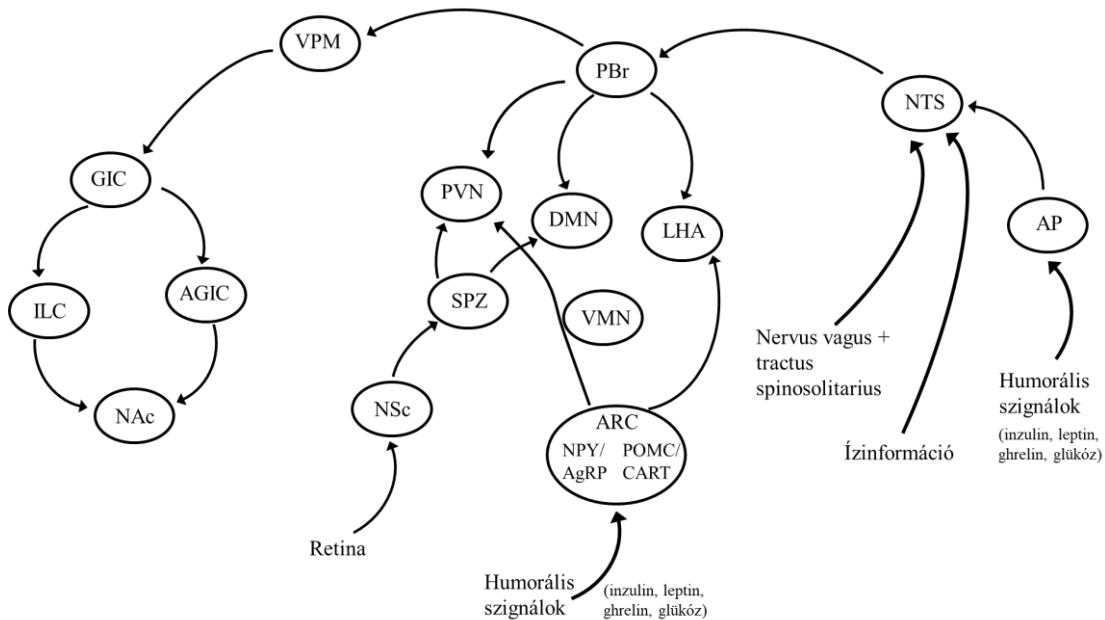 VPM
PBr
NTS
GIC
PVN
DMN
LHA
AP
ILC
AGIC
SPZ
VMN
NAc
NSc
ARC
NPY/ POMC/
AgRP CART
Nervus vagus +
tractus
spinosolitarius
Humorális
szignálok
(inzulin, leptin,
ghrelin, glükóz)
Ízinformáció
Retina
Humorális
szignálok
(inzulin, leptin,
ghrelin, glükóz)